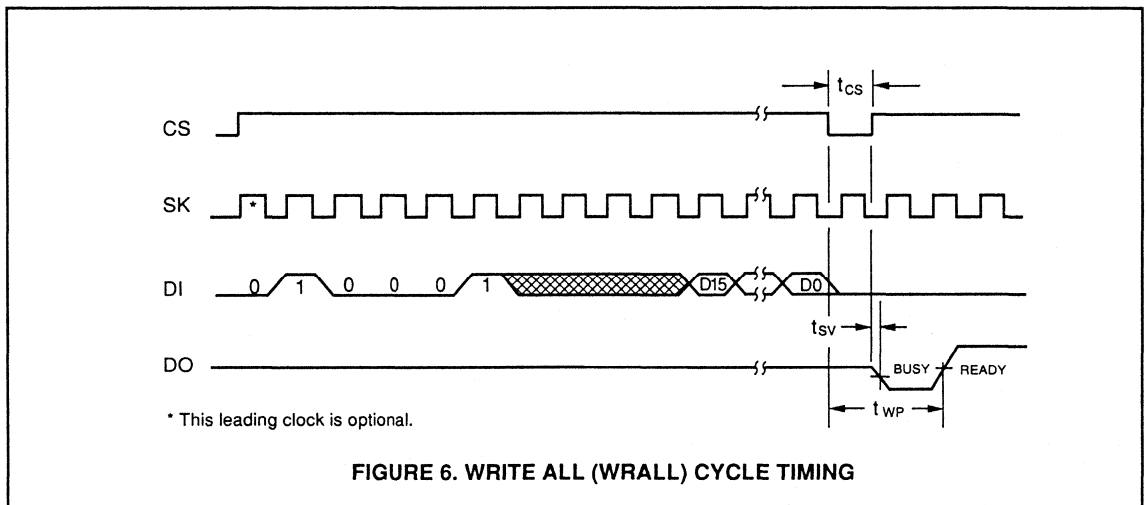 tCS
CS
SK *
DI 0 1 0 0 0 1 D15 D0
tSV
DO BUSY READY
tWP
* This leading clock is optional.
FIGURE 6. WRITE ALL (WRALL) CYCLE TIMING